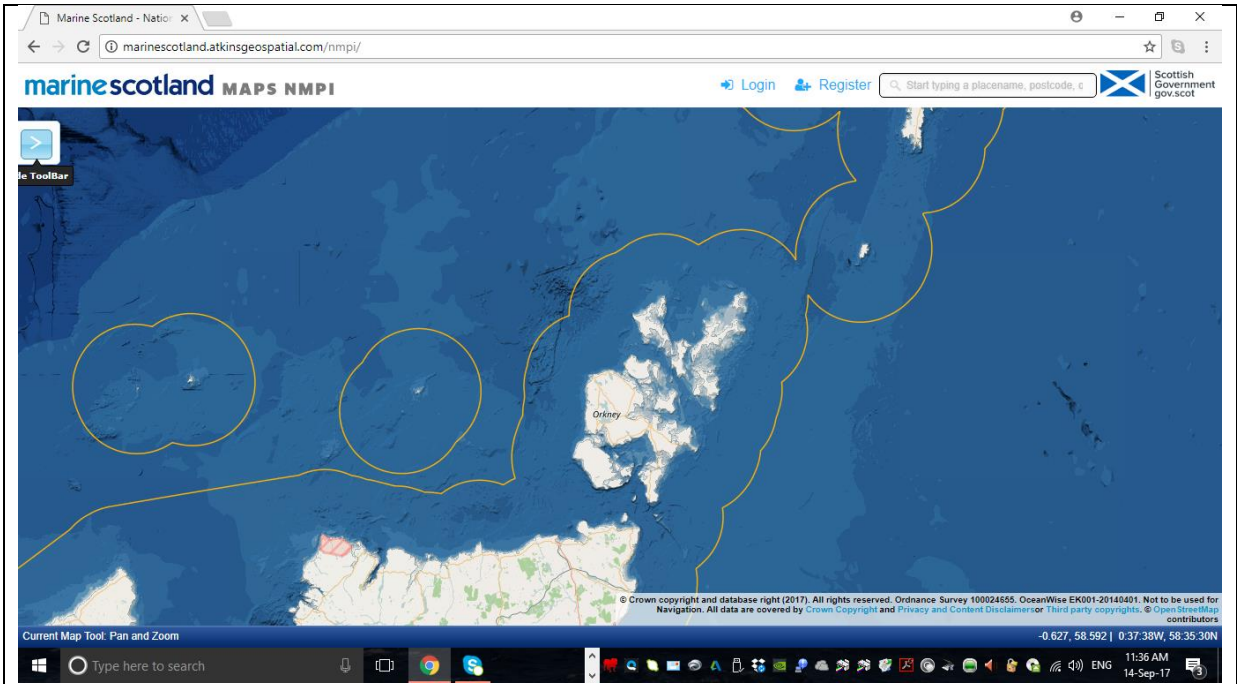 Marine Scotland - Nation
marinescotland.atkinsgeospatial.com/nmpi/
marinescotland MAPS NMPI
Login
Register
Start typing a placename, postcode, c
Scottish
Government
gov.scot
>
de ToolBar
Orkney
© Crown copyright and database right (2017). All rights reserved. Ordnance Survey 100024655. OceanWise EK001-20140401. Not to be used for
Navigation. All data are covered by Crown Copyright and Privacy and Content Disclaimersor Third party copyrights. © OpenStreetMap
contributors
Current Map Tool: Pan and Zoom
-0.627, 58.592 | 0:37:38W, 58:35:30N
Type here to search
ENG
11:36 AM
14-Sep-17
3